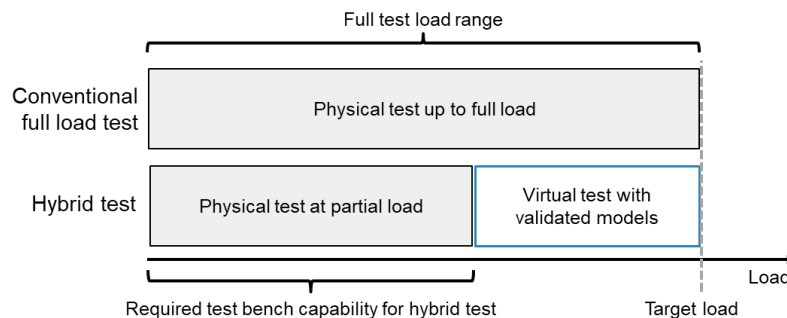 Full test load range
Conventional
full load test
Physical test up to full load
Hybrid test
Physical test at partial load
Virtual test with
validated models
Load
Required test bench capability for hybrid test
Target load